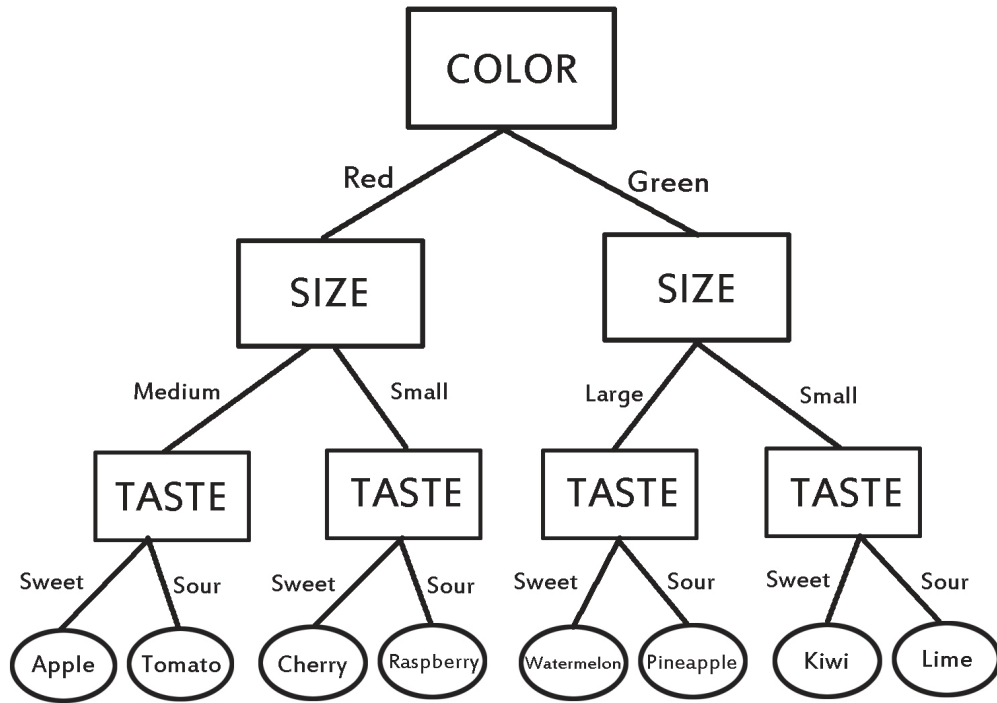 COLOR
Red
Green
SIZE
SIZE
Medium
Small
Large
Small
TASTE
TASTE
TASTE
TASTE
Sweet
Sour
Sweet
Sour
Sweet
Sour
Sweet
Sour
Apple
Tomato
Cherry
Raspberry
Watermelon
Pineapple
Kiwi
Lime